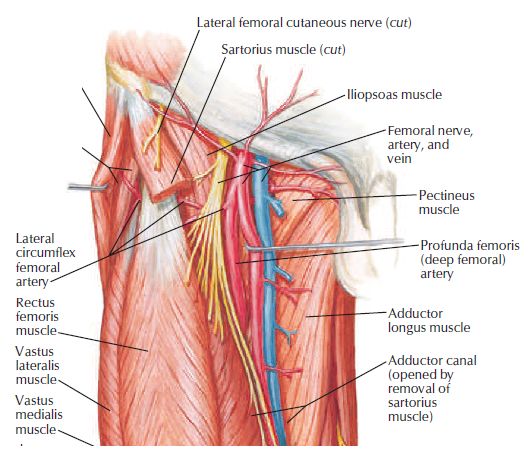 Lateral femoral cutaneous nerve (cut)
Sartorius muscle (cut)
Iliopsoas muscle
Femoral nerve,
artery, and
vein
Pectineus
muscle
Profunda femoris
(deep femoral)
artery
Adductor
longus muscle
Adductor canal
(opened by
removal of
sartorius
muscle)
Lateral
circumflex
femoral
artery
Rectus
femoris
muscle
Vastus
lateralis
muscle
Vastus
medialis
muscle